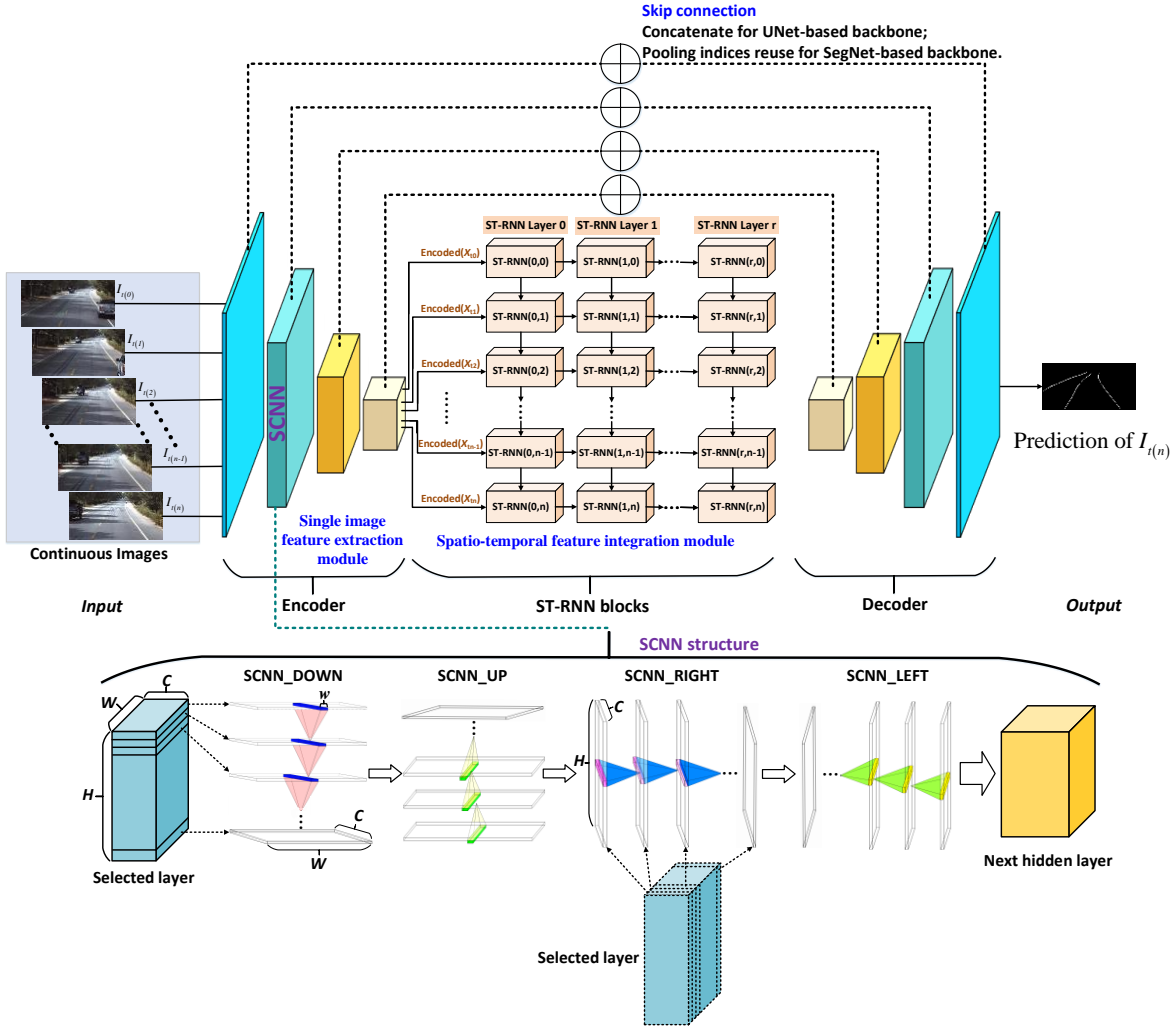 Skip connection
Concatenate for UNet-based backbone;
Pooling indices reuse for SegNet-based backbone.
ST-RNN Layer 0
ST-RNN Layer 1
ST-RNN Layer r
Encoded(X_t0)
ST-RNN(0,0)
ST-RNN(1,0)
ST-RNN(r,0)
I_t(0)
Encoded(X_t1)
ST-RNN(0,1)
ST-RNN(1,1)
ST-RNN(r,1)
I_t(1)
Encoded(X_t2)
ST-RNN(0,2)
ST-RNN(1,2)
ST-RNN(r,2)
I_t(2)
SCNN
Encoded(X_tn-1)
ST-RNN(0,n-1)
ST-RNN(1,n-1)
ST-RNN(r,n-1)
I_t(n-1)
Prediction of I_t(n)
Encoded(X_tn)
ST-RNN(0,n)
ST-RNN(1,n)
ST-RNN(r,n)
I_t(n)
Continuous Images
Single image
feature extraction
module
Spatio-temporal feature integration module
Input
Encoder
ST-RNN blocks
Decoder
Output
SCNN structure
SCNN_DOWN
SCNN_UP
SCNN_RIGHT
SCNN_LEFT
C
W
w
C
H
H
C
W
Selected layer
Next hidden layer
Selected layer